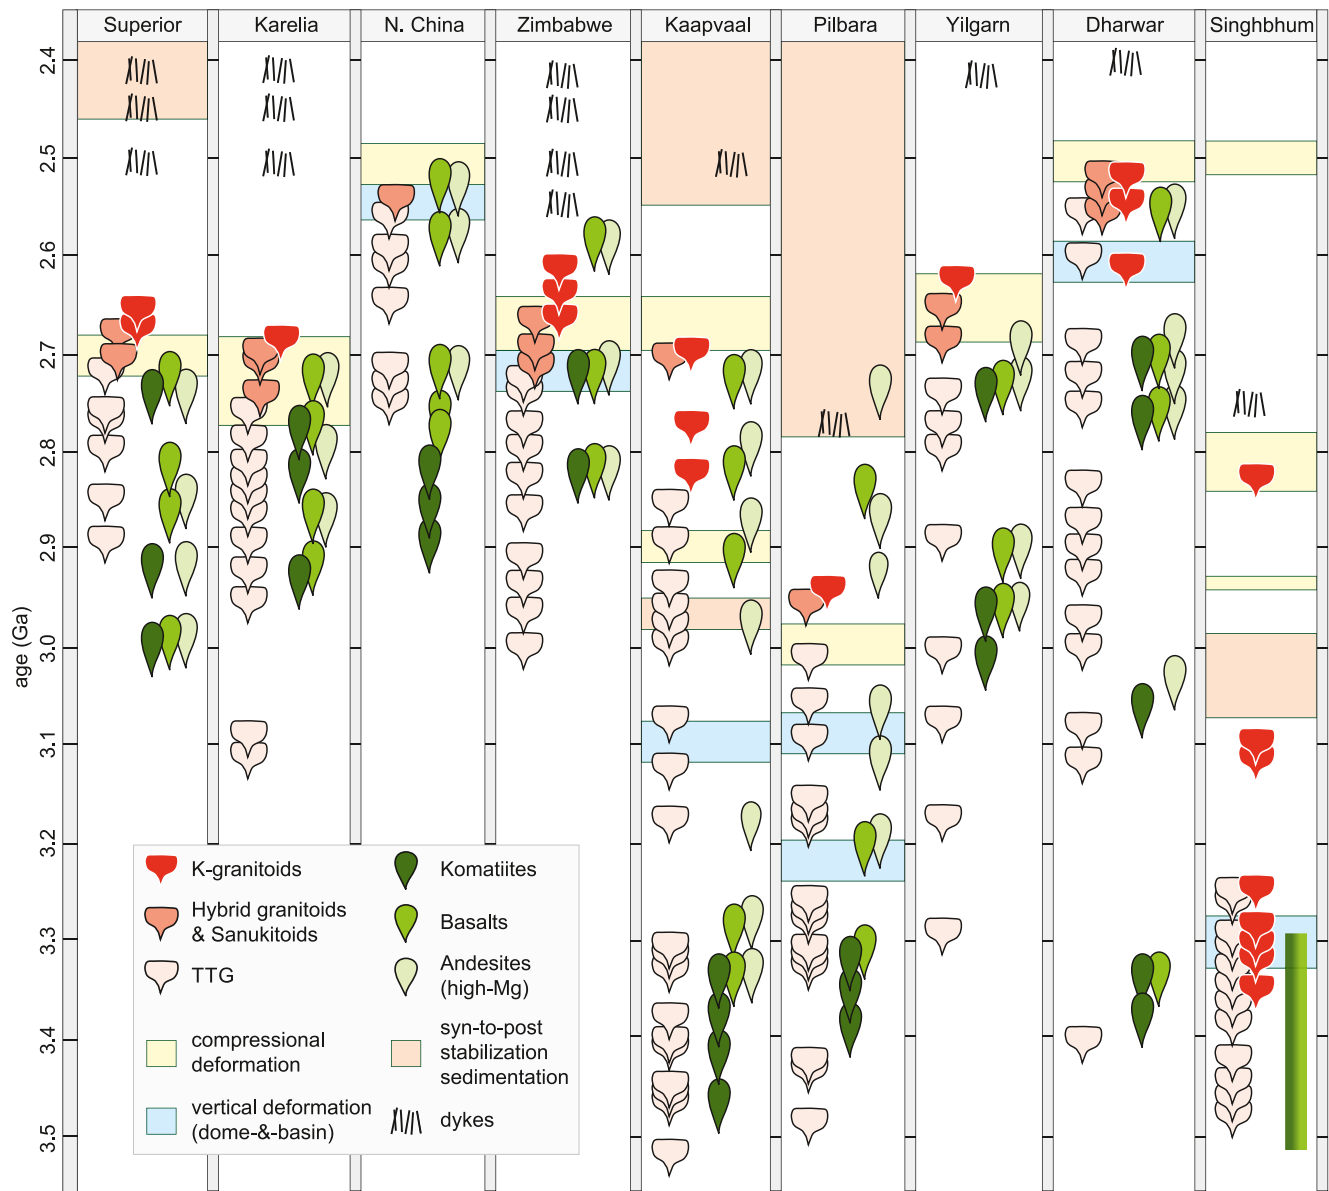 Superior
Karelia
N. China
Zimbabwe
Kaapvaal
Pilbara
Yilgarn
Dharwar
Singhbhum
age (Ga)
2.4
2.5
2.6
2.7
2.8
2.9
3.0
3.1
3.2
3.3
3.4
3.5
K-granitoids
Hybrid granitoids
& Sanukitoids
TTG
compressional
deformation
vertical deformation
(dome-&-basin)
Komatiites
Basalts
Andesites
(high-Mg)
syn-to-post
stabilization
sedimentation
dykes